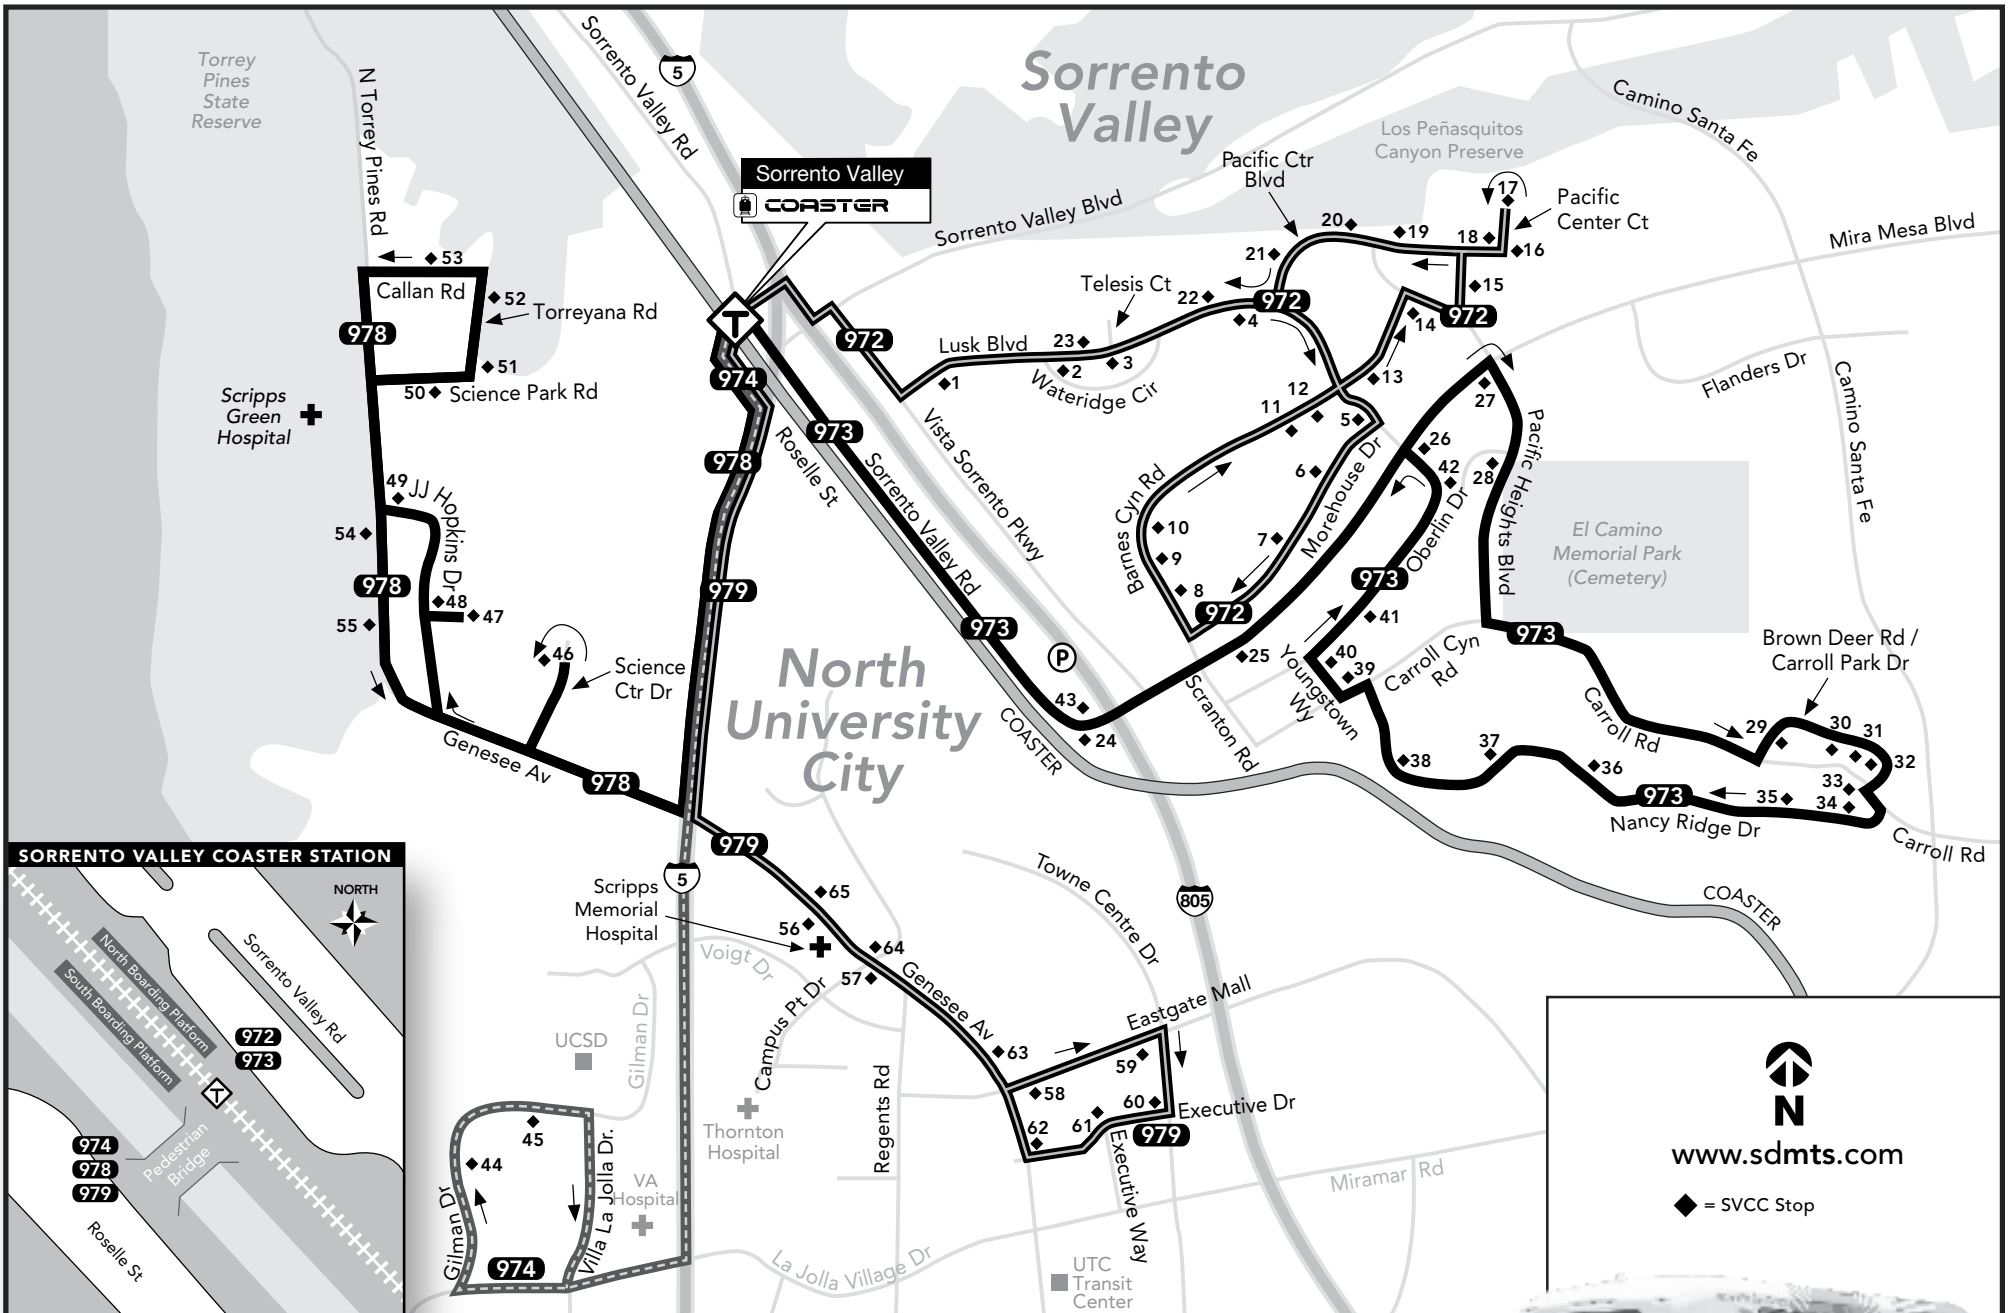 Torrey
Pines
State
Reserve
N Torrey Pines Rd
Sorrento Valley Rd
5
Sorrento
Valley
Camino Santa Fe
Los Peñasquitos
Canyon Preserve
Sorrento Valley
COASTER
Sorrento Valley Blvd
Pacific Ctr
Blvd
17
Pacific
Center Ct
Mira Mesa Blvd
20
19
18
16
21
53
Callan Rd
52
Torreyana Rd
978
51
50
Science Park Rd
Scripps
Green
Hospital
T
972
Lusk Blvd
Telesis Ct
22
23
972
4
15
14
972
1
2
3
Wateridge Cir
13
12
11
5
Flanders Dr
Camino Santa Fe
974
973
978
Roselle St
Vista Sorrento Pkwy
27
26
42
28
Pacific Heights Blvd
6
Morehouse Dr
Barnes Cyn Rd
10
9
8
7
972
Oberlin Dr
973
41
El Camino
Memorial Park
(Cemetery)
49
JJ Hopkins Dr
54
978
48
47
55
46
Science
Ctr Dr
Genesee Av
978
979
Sorrento Valley Rd
973
P
North
University
City
43
24
COASTER
25
Scranton Rd
Youngstown
Wy
40
39
Carroll Cyn
Rd
973
Carroll Rd
Brown Deer Rd /
Carroll Park Dr
29
30
31
32
33
34
35
36
37
38
973
Nancy Ridge Dr
Carroll Rd
COASTER
SORRENTO VALLEY COASTER STATION
NORTH
North Boarding Platform
South Boarding Platform
Sorrento Valley Rd
972
973
T
974
978
979
Pedestrian
Bridge
Roselle St
979
5
Scripps
Memorial
Hospital
65
56
64
57
Voigt Dr
Gilman Dr
UCSD
Campus Pt Dr
Genesee Av
Towne Centre Dr
805
Eastgate Mall
63
58
59
60
61
62
Executive Dr
979
Executive Way
Regents Rd
Thornton
Hospital
VA
Hospital
45
44
Gilman Dr
Villa La Jolla Dr.
974
La Jolla Village Dr
Miramar Rd
UTC
Transit
Center
N
www.sdmts.com
= SVCC Stop